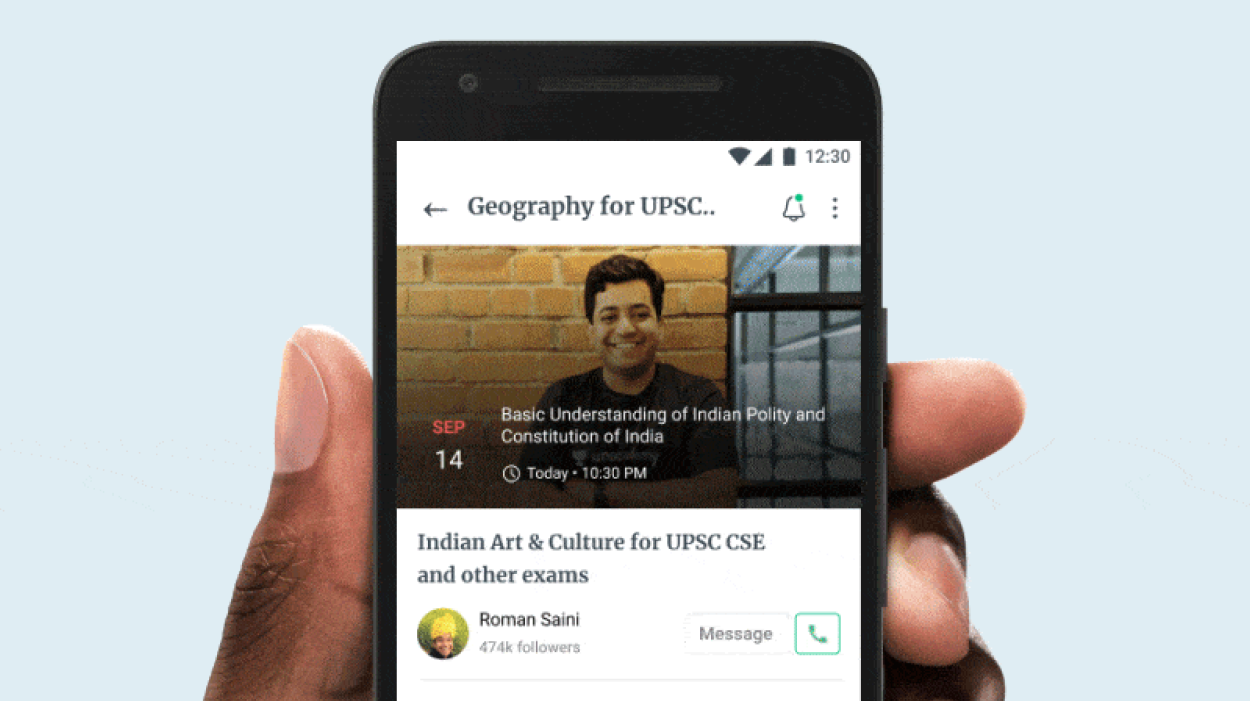 12:30
Geography for UPSC..
Basic Understanding of Indian Polity and
SEP
Constitution of India
14
Today • 10:30 PM
Indian Art & Culture for UPSC CSE
and other exams
Roman Saini
474k followers
Message